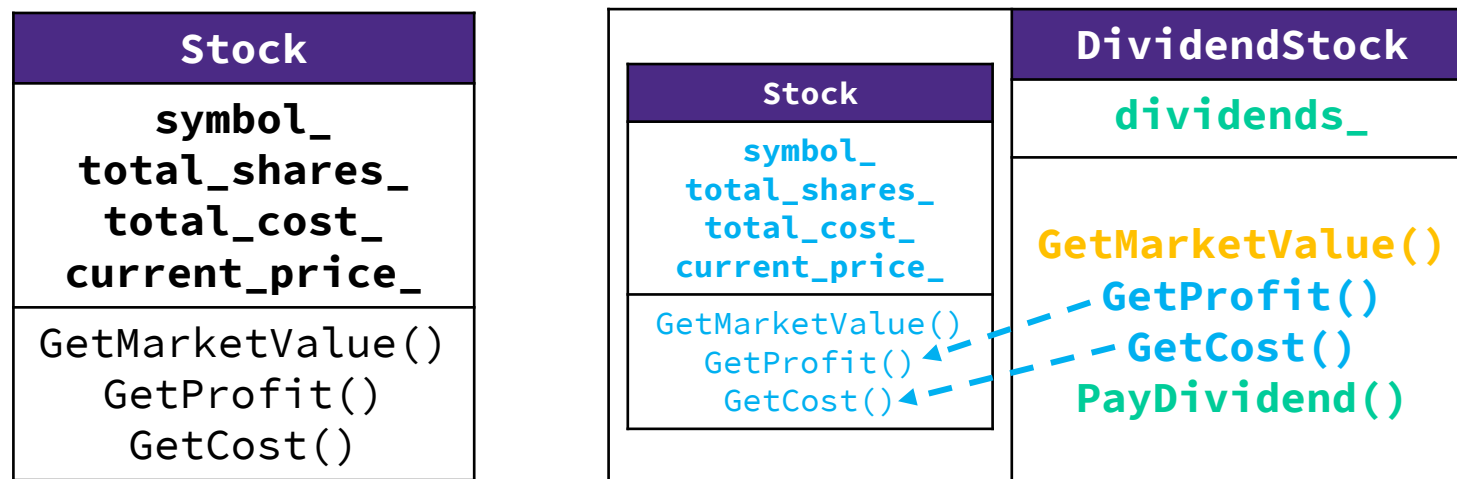 Stock
symbol_
total_shares_
total_cost_
current_price_
GetMarketValue()
GetProfit()
GetCost()
Stock
symbol_
total_shares_
total_cost_
current_price_
GetMarketValue()
GetProfit()
GetCost()
DividendStock
dividends_
GetMarketValue()
GetProfit()
GetCost()
PayDividend()